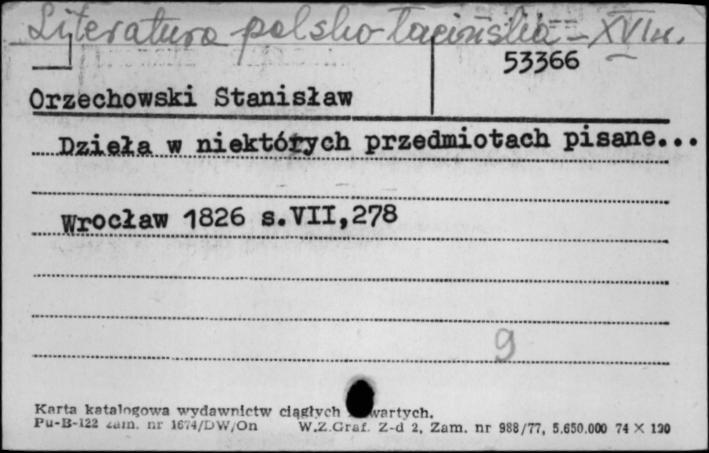 Literatura polsko-łacińska - XVI w.
53366
Orzechowski Stanisław
Dzieła w niektórych przedmiotach pisane...
Wrocław 1826 s.VII,278
9
Karta katalogowa wydawnictw ciągłych wartych.
Pu-B-122 zam. nr 1674/DW/On W.Z.Graf. Z-d 2, Zam. nr 988/77, 5.650.000 74 X 120